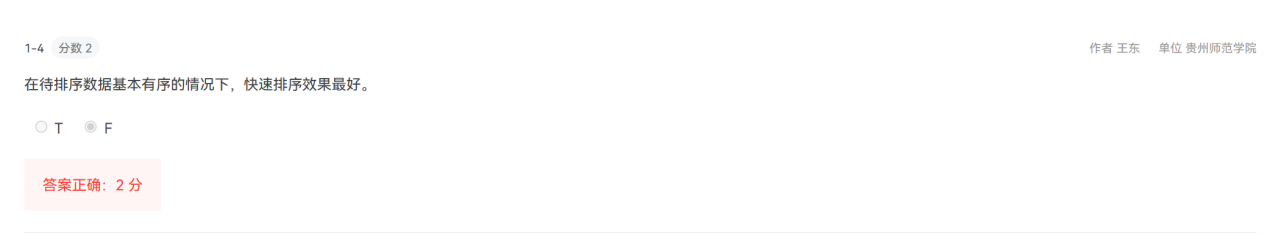 1-4 分数 2 作者 王东 单位 贵州师范学院
在待排序数据基本有序的情况下，快速排序效果最好。
T F
答案正确：2 分